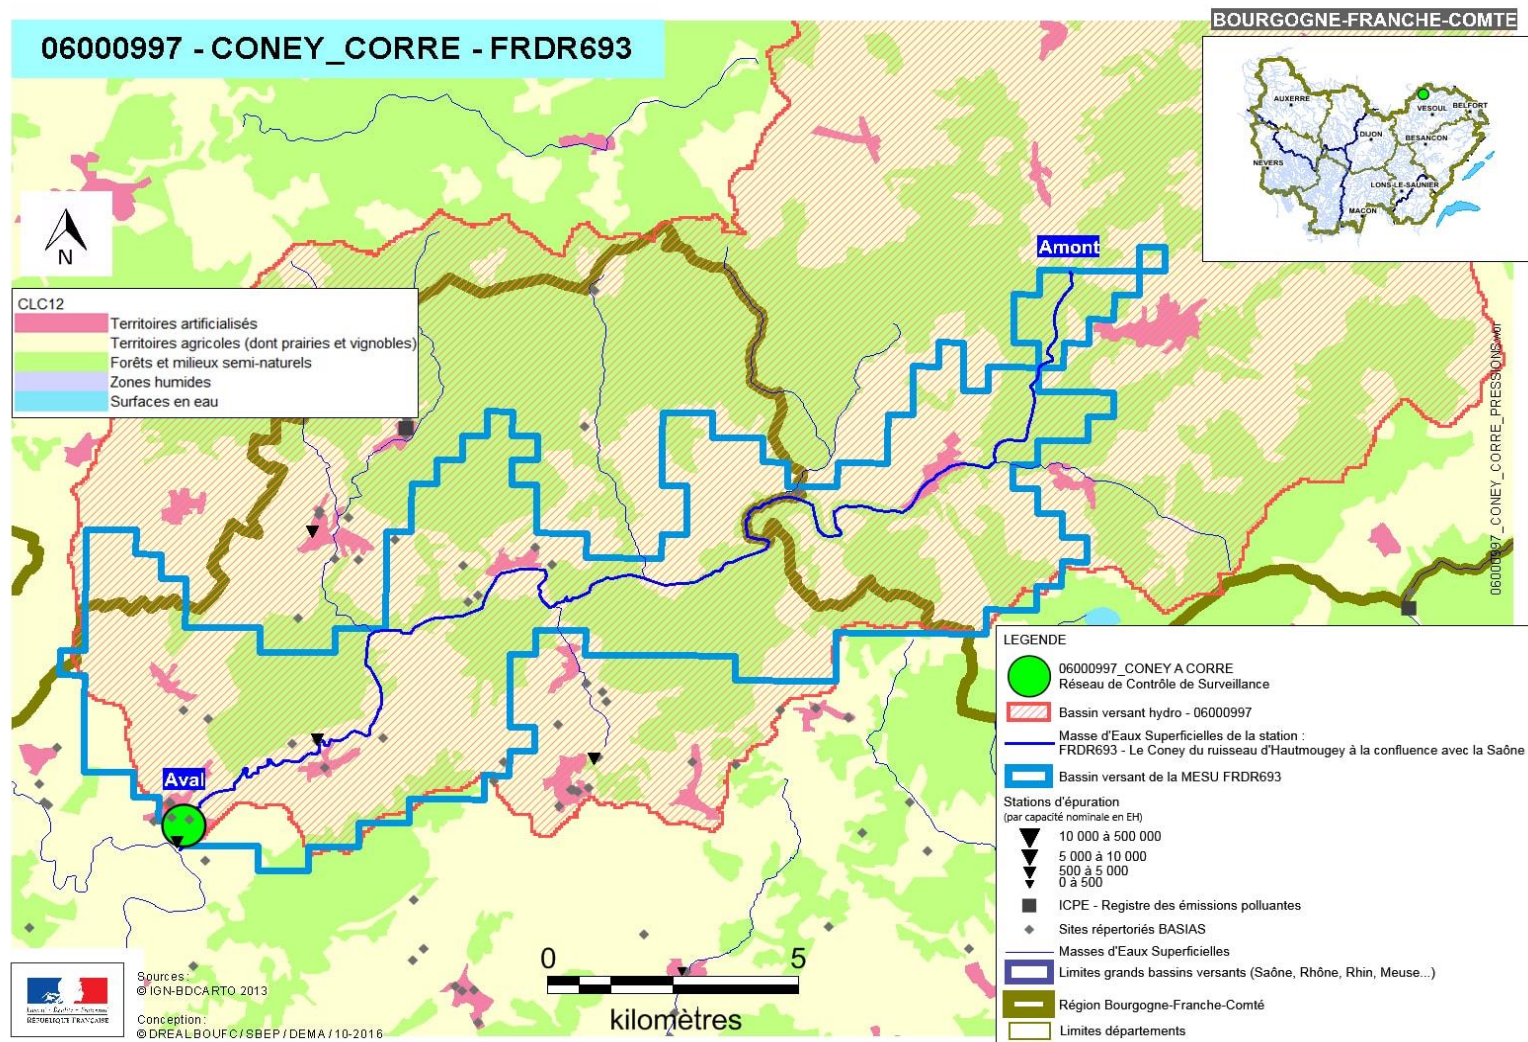 BOURGOGNE-FRANCHE-COMTE
06000997 - CONEY_CORRE - FRDR693
AUXERRE
VESOUL
BELFORT
DIJON
BESANCON
NEVERS
LONS-LE-SAUNIER
MACON
N
Amont
CLC12
Territoires artificialisés
Territoires agricoles (dont prairies et vignobles)
Forêts et milieux semi-naturels
Zones humides
Surfaces en eau
06000997_CONEY_CORRE_PRESSIONS.wor
Aval
LEGENDE
06000997_CONEY A CORRE
Réseau de Contrôle de Surveillance
Bassin versant hydro - 06000997
Masse d'Eaux Superficielles de la station :
FRDR693 - Le Coney du ruisseau d'Hautmougey à la confluence avec la Saône
Bassin versant de la MESU FRDR693
Stations d'épuration
(par capacité nominale en EH)
10 000 à 500 000
5 000 à 10 000
500 à 5 000
0 à 500
ICPE - Registre des émissions polluantes
Sites répertoriés BASIAS
Masses d'Eaux Superficielles
Limites grands bassins versants (Saône, Rhône, Rhin, Meuse...)
Région Bourgogne-Franche-Comté
Limites départements
0 5
kilomètres
Liberté • Égalité • Fraternité
RÉPUBLIQUE FRANÇAISE
Sources :
© IGN-BDCARTO 2013
Conception :
© DREAL BOUFC / SBEP / DEMA / 10-2016